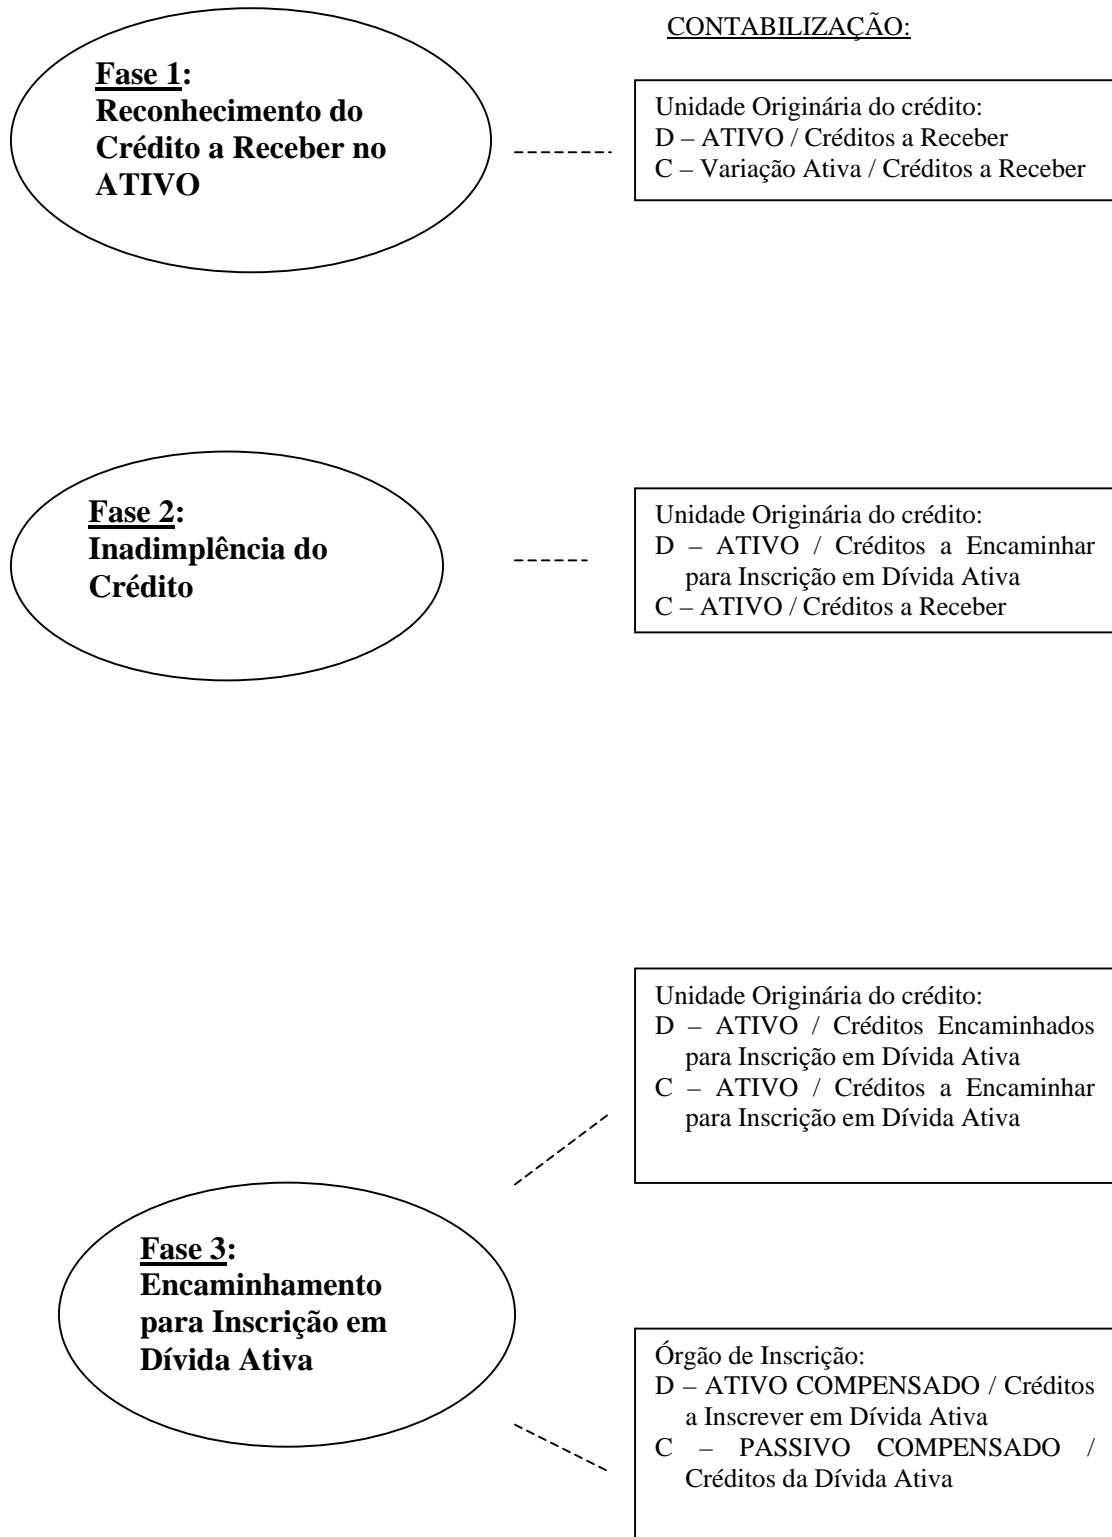 CONTABILIZAÇÃO:
Fase 1:
Reconhecimento do
Crédito a Receber no
ATIVO
Unidade Originária do crédito:
D – ATIVO / Créditos a Receber
C – Variação Ativa / Créditos a Receber
Fase 2:
Inadimplência do
Crédito
Unidade Originária do crédito:
D – ATIVO / Créditos a Encaminhar
para Inscrição em Dívida Ativa
C – ATIVO / Créditos a Receber
Unidade Originária do crédito:
D – ATIVO / Créditos Encaminhados
para Inscrição em Dívida Ativa
C – ATIVO / Créditos a Encaminhar
para Inscrição em Dívida Ativa
Fase 3:
Encaminhamento
para Inscrição em
Dívida Ativa
Órgão de Inscrição:
D – ATIVO COMPENSADO / Créditos
a Inscrever em Dívida Ativa
C – PASSIVO COMPENSADO /
Créditos da Dívida Ativa